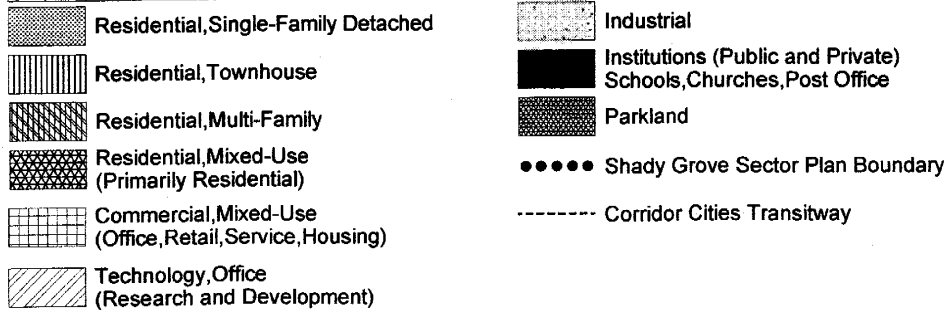 Residential,Single-Family Detached
Residential,Townhouse
Residential,Multi-Family
Residential,Mixed-Use
(Primarily Residential)
Commercial,Mixed-Use
(Office,Retail,Service,Housing)
Technology,Office
(Research and Development)
Industrial
Institutions (Public and Private)
Schools,Churches,Post Office
Parkland
Shady Grove Sector Plan Boundary
Corridor Cities Transitway